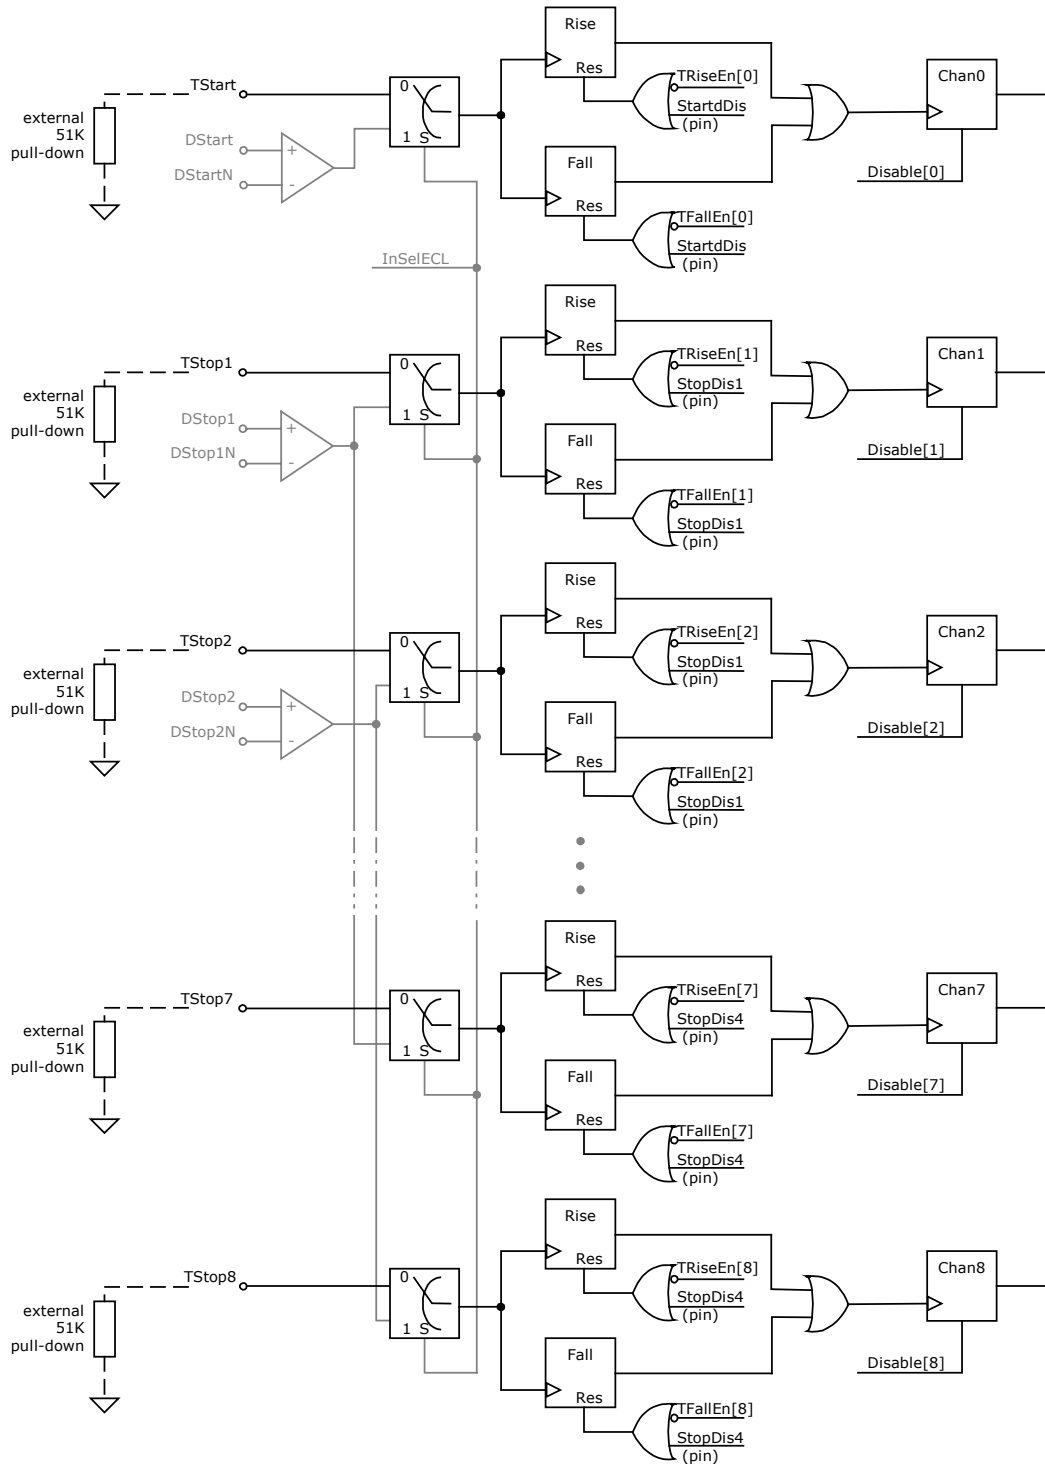 Rise
Res
TRiseEn[0]
StartdDis
(pin)
TStart
0
1 S
external
51K
pull-down
DStart
+
DStartN
-
Chan0
Disable[0]
Fall
Res
TFallEn[0]
StartdDis
(pin)
InSelECL
Rise
Res
TRiseEn[1]
StopDis1
(pin)
TStop1
0
1 S
external
51K
pull-down
DStop1
+
DStop1N
-
Chan1
Disable[1]
Fall
Res
TFallEn[1]
StopDis1
(pin)
Rise
Res
TRiseEn[2]
StopDis1
(pin)
TStop2
0
1 S
external
51K
pull-down
DStop2
+
DStop2N
-
Chan2
Disable[2]
Fall
Res
TFallEn[2]
StopDis1
(pin)
Rise
Res
TRiseEn[7]
StopDis4
(pin)
TStop7
0
1 S
external
51K
pull-down
Chan7
Disable[7]
Fall
Res
TFallEn[7]
StopDis4
(pin)
Rise
Res
TRiseEn[8]
StopDis4
(pin)
TStop8
0
1 S
external
51K
pull-down
Chan8
Disable[8]
Fall
Res
TFallEn[8]
StopDis4
(pin)